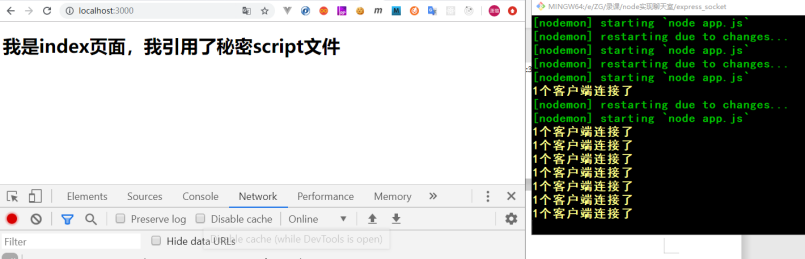 localhost:3000
我是index页面，我引用了秘密script文件
Elements Sources Console Network Performance Memory
Preserve log Disable cache Online
Filter Hide data URLs
Disable cache (while DevTools is open)
MINGW64:/e/ZG/录课/node实现聊天室/express_socket
[nodemon] starting `node app.js`
[nodemon] restarting due to changes...
[nodemon] starting `node app.js`
[nodemon] restarting due to changes...
[nodemon] starting `node app.js`
1个客户端连接了
[nodemon] restarting due to changes...
[nodemon] starting `node app.js`
1个客户端连接了
1个客户端连接了
1个客户端连接了
1个客户端连接了
1个客户端连接了
1个客户端连接了
1个客户端连接了